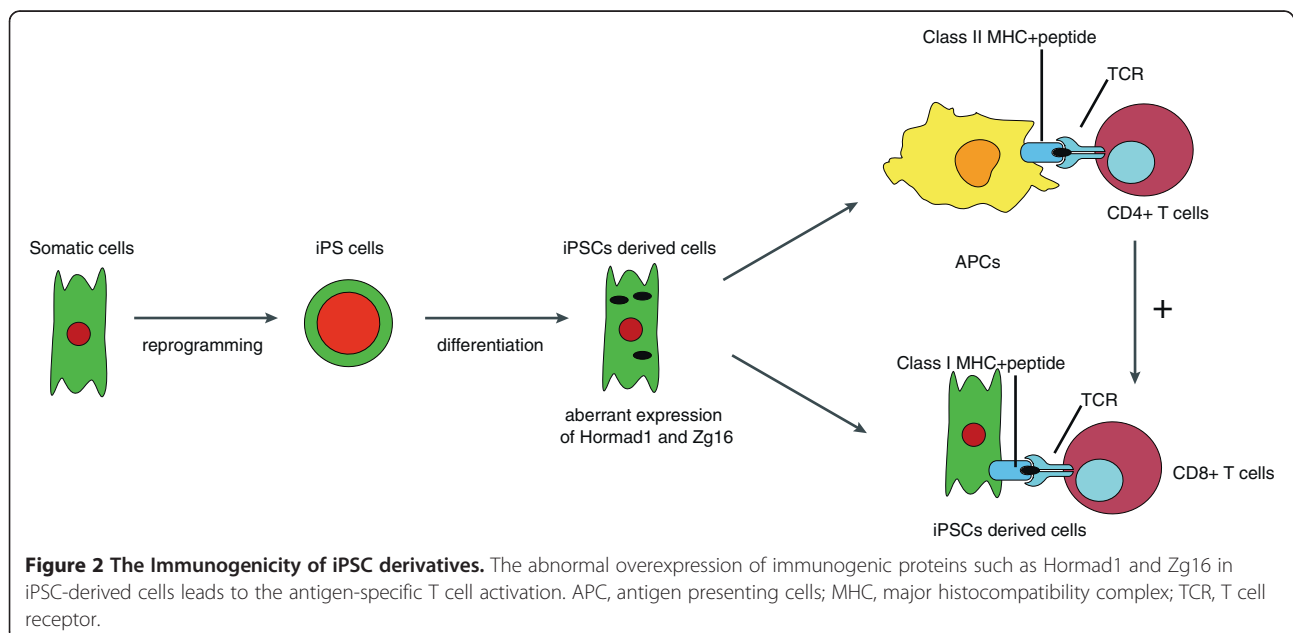 Class II MHC+peptide
TCR
CD4+ T cells
APCs
Somatic cells
iPS cells
iPSCs derived cells
reprogramming
differentiation
+
Class I MHC+peptide
TCR
aberrant expression
of Hormad1 and Zg16
CD8+ T cells
iPSCs derived cells
Figure 2 The Immunogenicity of iPSC derivatives. The abnormal overexpression of immunogenic proteins such as Hormad1 and Zg16 in
iPSC-derived cells leads to the antigen-specific T cell activation. APC, antigen presenting cells; MHC, major histocompatibility complex; TCR, T cell
receptor.